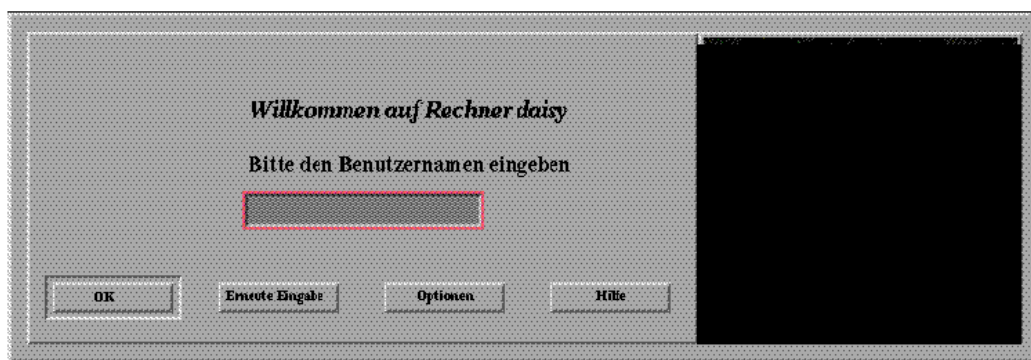 Willkommen auf Rechner daisy
Bitte den Benutzernamen eingeben
OK
Erneute Eingabe
Optionen
Hilfe